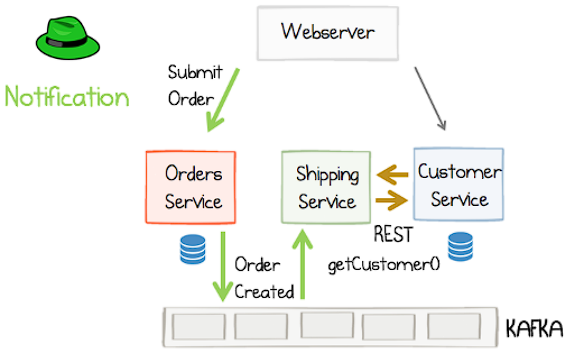 Webserver
Notification
Submit
Order
Orders
Service
Shipping
Service
Customer
Service
REST
getCustomer()
Order
Created
KAFKA